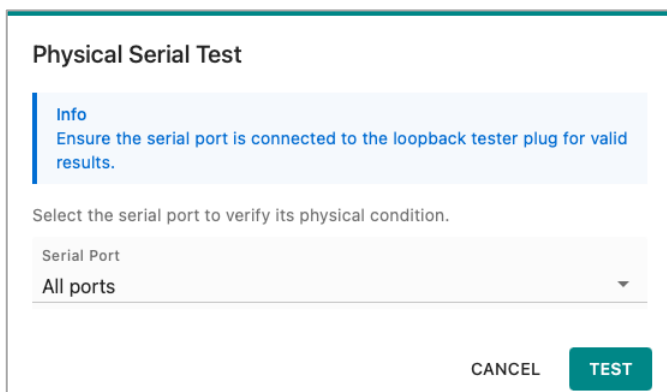 Physical Serial Test
Info
Ensure the serial port is connected to the loopback tester plug for valid
results.
Select the serial port to verify its physical condition.
Serial Port
All ports
CANCEL
TEST